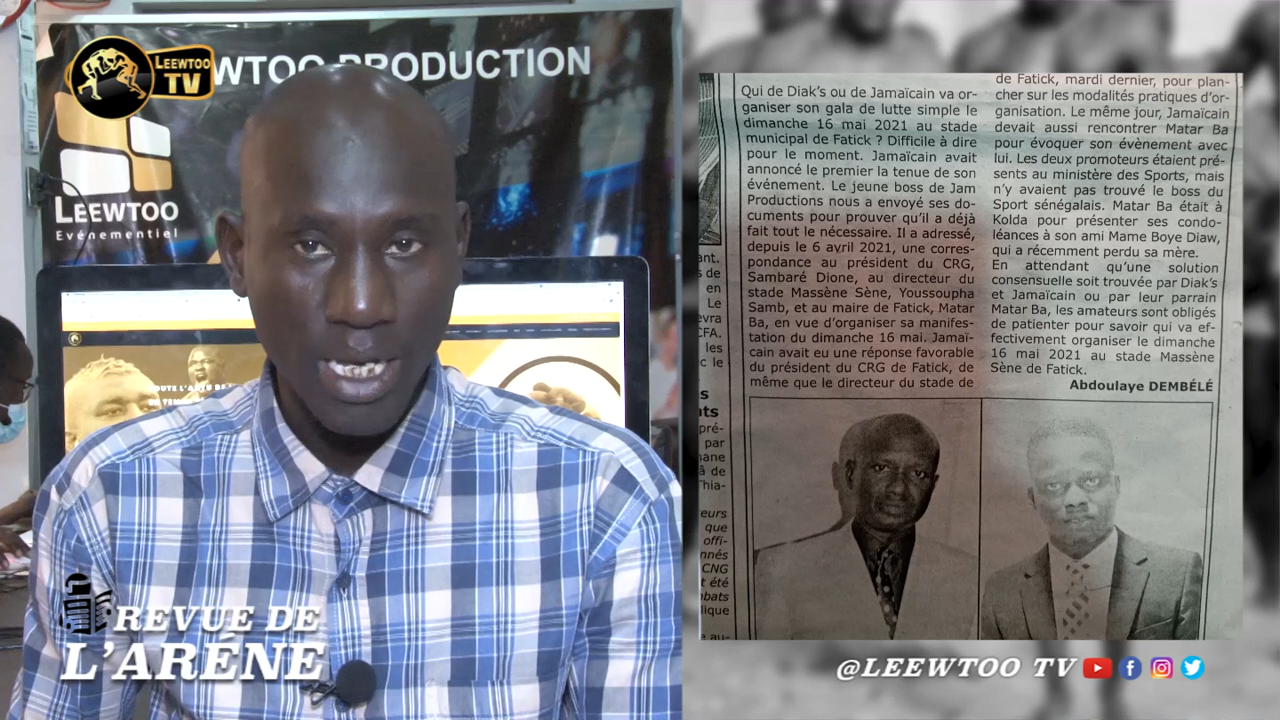 LEEWTOO
TV
WTOO PRODUCTION
LEEWTOO
Evénementiel
REVUE DE
L'ARÉNE
Qui de Diak's ou de Jamaïcain va or-
ganiser son gala de lutte simple le
dimanche 16 mai 2021 au stade
municipal de Fatick ? Difficile à dire
pour le moment. Jamaïcain avait
annoncé le premier la tenue de son
événement. Le jeune boss de Jam
Productions nous a envoyé ses do-
cuments pour prouver qu'il a déjà
fait tout le nécessaire. Il a adressé,
depuis le 6 avril 2021, une corres-
pondance au président du CRG,
Sambaré Dione, au directeur du
stade Massène Sène, Youssoupha
Samb, et au maire de Fatick, Matar
Ba, en vue d'organiser sa manifes-
tation du dimanche 16 mai. Jamaï-
cain avait eu une réponse favorable
du président du CRG de Fatick, de
même que le directeur du stade de
de Fatick, mardi dernier, pour plan-
cher sur les modalités pratiques d'or-
ganisation. Le même jour, Jamaïcain
devait aussi rencontrer Matar Ba
pour évoquer son évènement avec
lui. Les deux promoteurs étaient pré-
sents au ministère des Sports, mais
n'y avaient pas trouvé le boss du
Sport sénégalais. Matar Ba était à
Kolda pour présenter ses condo-
léances à son ami Mame Boye Diaw,
qui a récemment perdu sa mère.
En attendant qu'une solution
consensuelle soit trouvée par Diak's
et Jamaïcain ou par leur parrain
Matar Ba, les amateurs sont obligés
de patienter pour savoir qui va ef-
fectivement organiser le dimanche
16 mai 2021 au stade Massène
Sène de Fatick.
Abdoulaye DEMBÉLÉ
@LEEWTOO TV